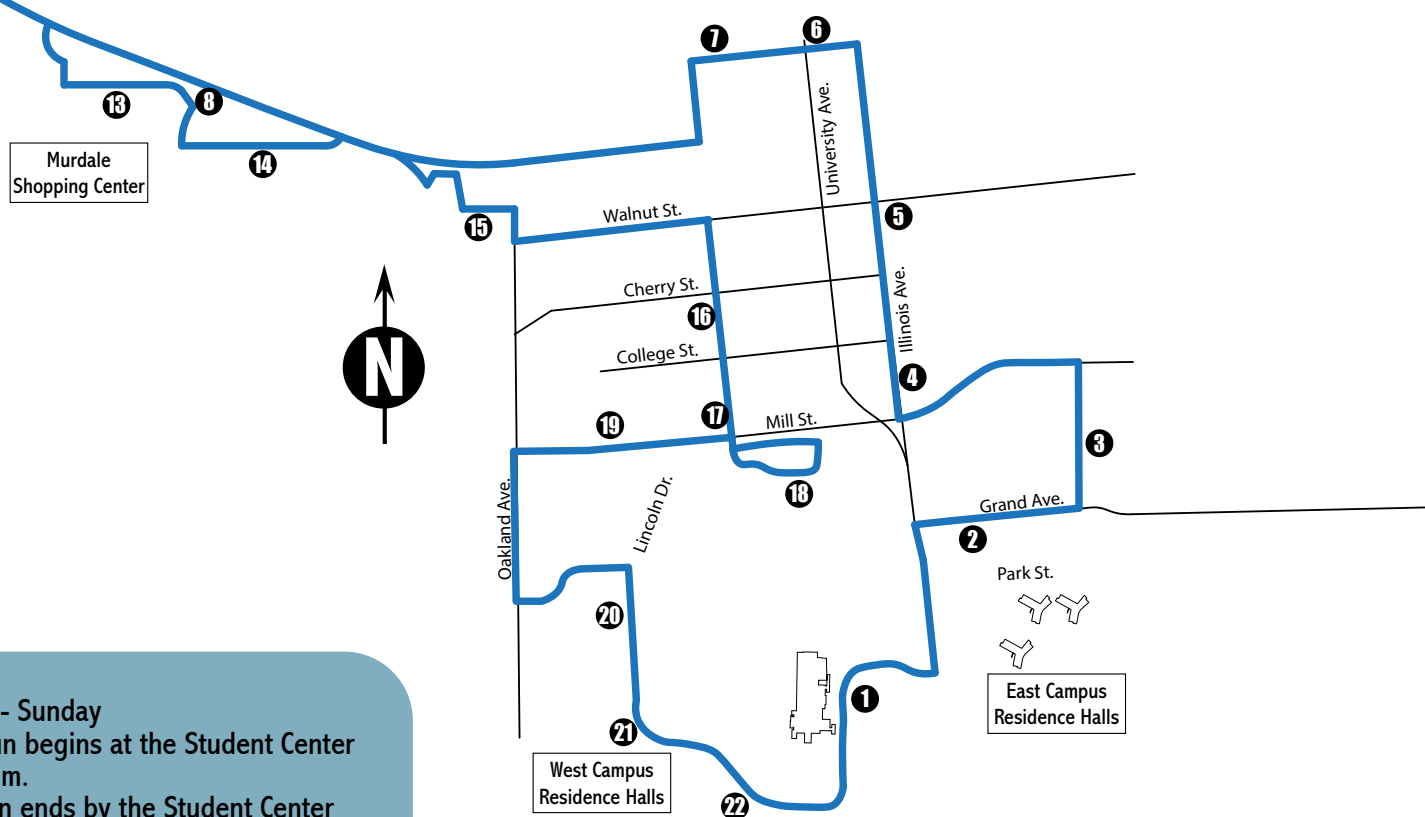 7
6
13
8
14
Murdale
Shopping Center
University Ave.
Walnut St.
15
5
Cherry St.
16
Illinois Ave.
N
College St.
4
17
19
Mill St.
3
18
Oakland Ave.
Lincoln Dr.
Grand Ave.
2
Park St.
20
East Campus
Residence Halls
1
21
West Campus
Residence Halls
22
- Sunday
begins at the Student Center
m.
ends by the Student Center